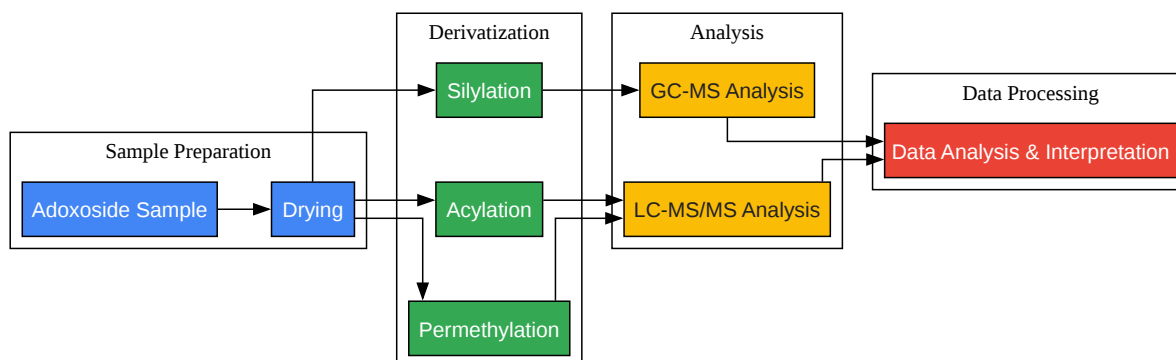 Sample Preparation
Adoxoside Sample
Drying
Derivatization
Silylation
Acylation
Permethylation
Analysis
GC-MS Analysis
LC-MS/MS Analysis
Data Processing
Data Analysis & Interpretation